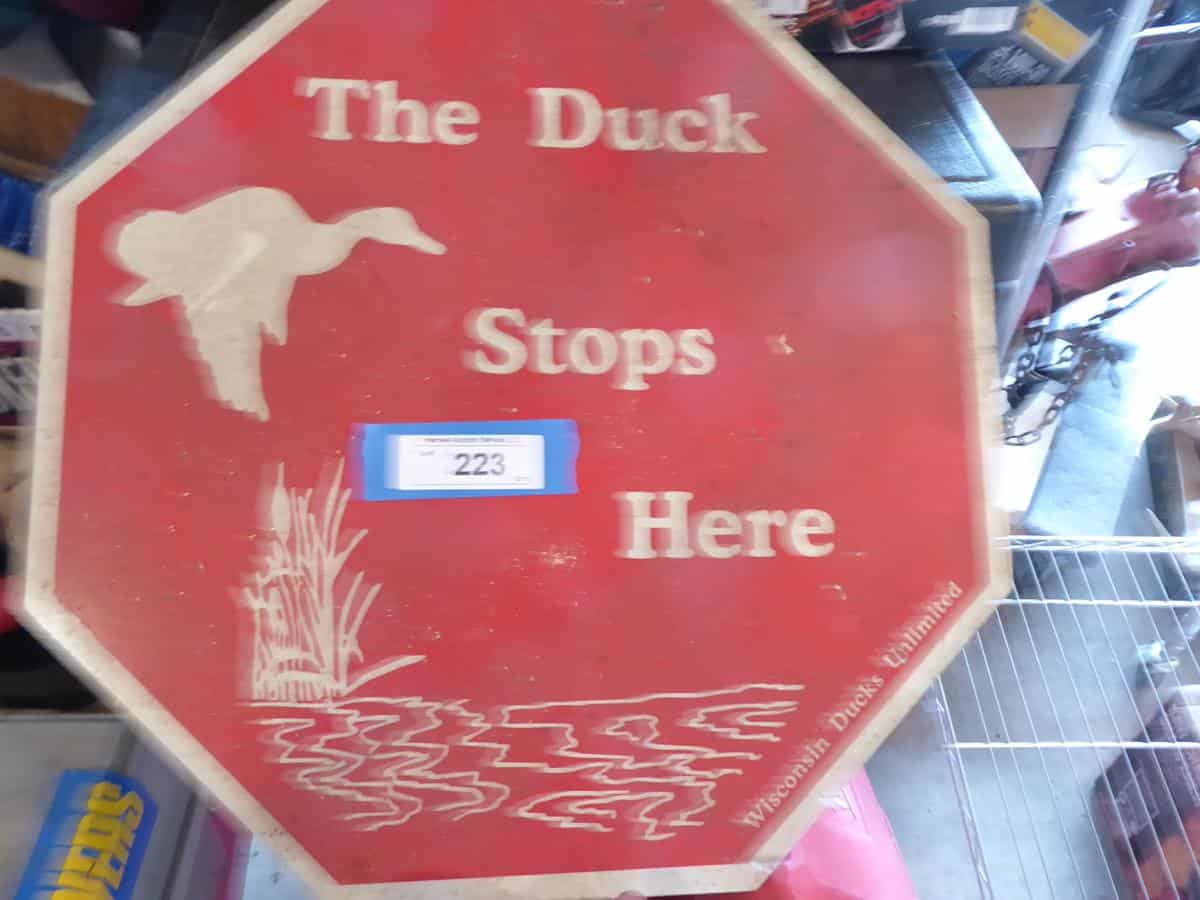 The Duck
Stops
223
Here
Wisconsin Ducks Unlimited